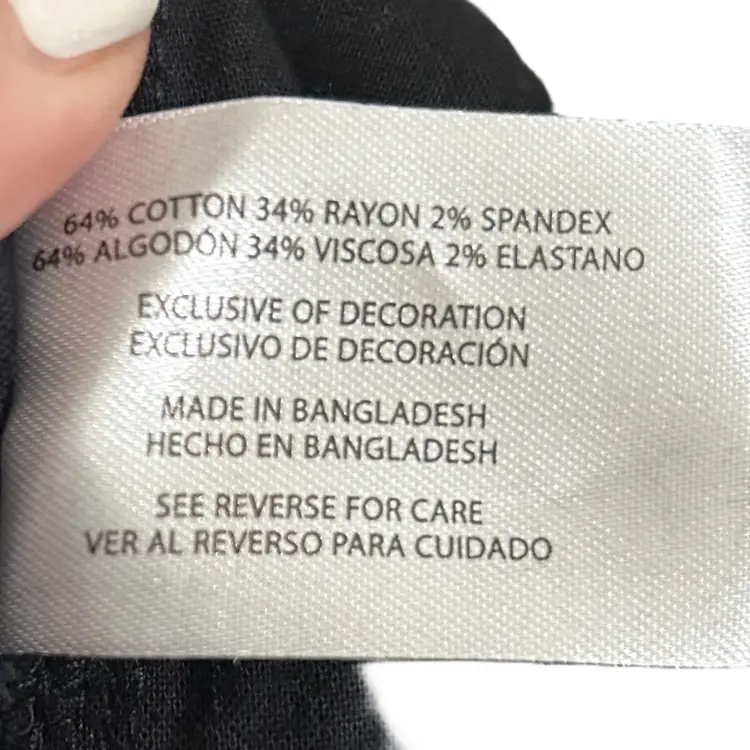 64% COTTON 34% RAYON 2% SPANDEX
64% ALGODÓN 34% VISCOSA 2% ELASTANO
EXCLUSIVE OF DECORATION
EXCLUSIVO DE DECORACIÓN
MADE IN BANGLADESH
HECHO EN BANGLADESH
SEE REVERSE FOR CARE
VER AL REVERSO PARA CUIDADO